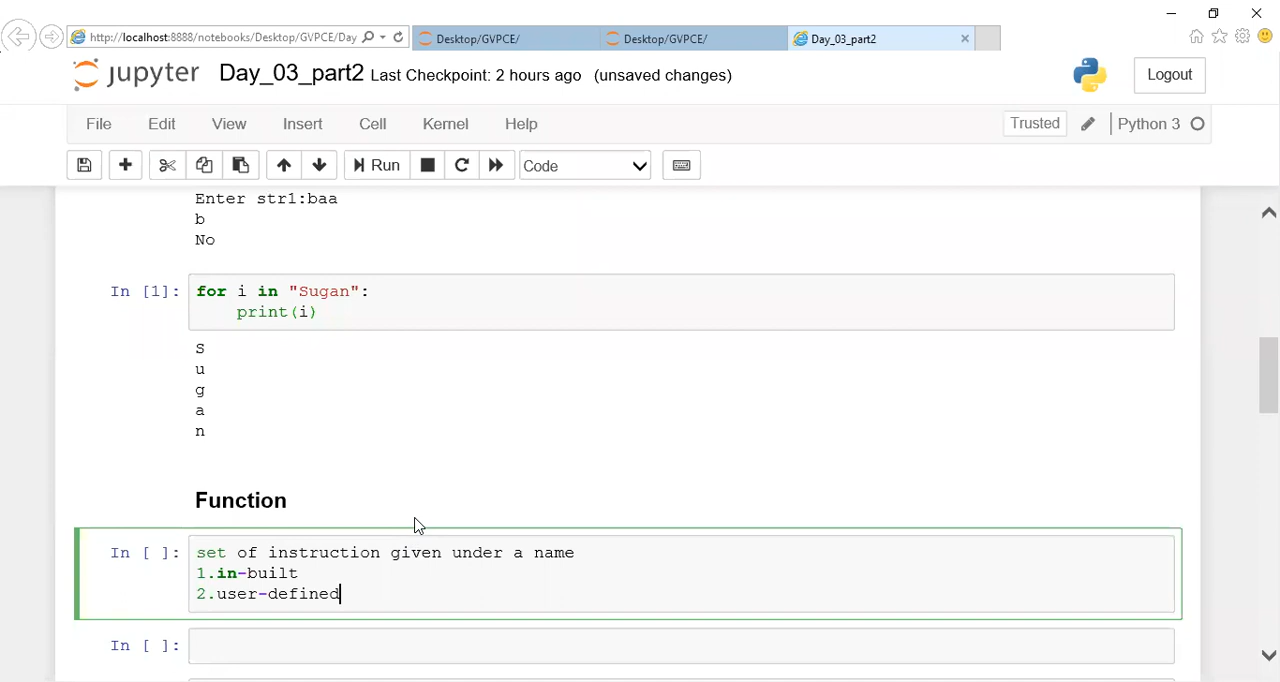 http://localhost:8888/notebooks/Desktop/GVPCE/Day
Desktop/GVPCE/
Desktop/GVPCE/
Day_03_part2
jupyter Day_03_part2 Last Checkpoint: 2 hours ago (unsaved changes)
Logout
File Edit View Insert Cell Kernel Help
Trusted
Python 3
Run
Code
Enter str1:baa
b
No
In [1]: for i in "Sugan":
    print(i)
S
u
g
a
n
Function
In [ ]: set of instruction given under a name
1.in-built
2.user-defined
In [ ]: